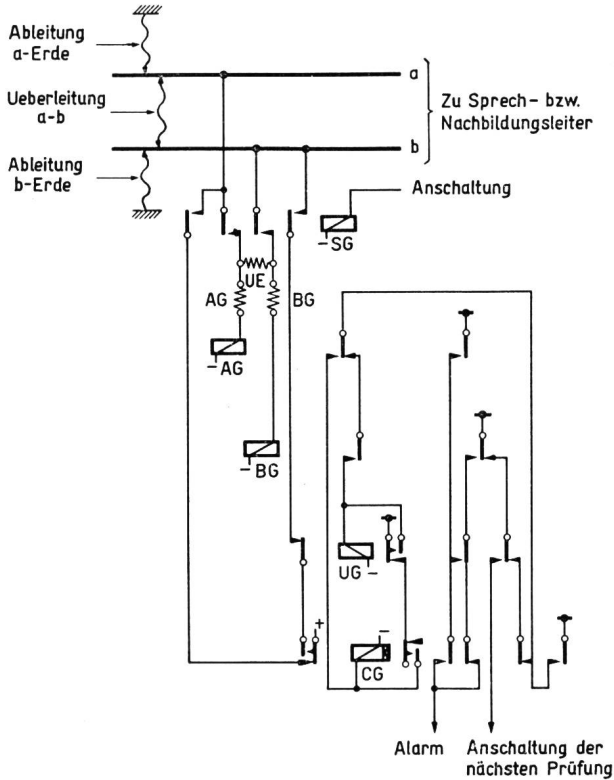 Ableitung
a-Erde
Ueberleitung
a-b
Ableitung
b-Erde
a
b
Zu Sprech- bzw.
Nachbildungsleiter
Anschaltung
-SG
UE
AG
BG
-AG
-BG
UG -
+
-
CG
Alarm
Anschaltung der
nächsten Prüfung